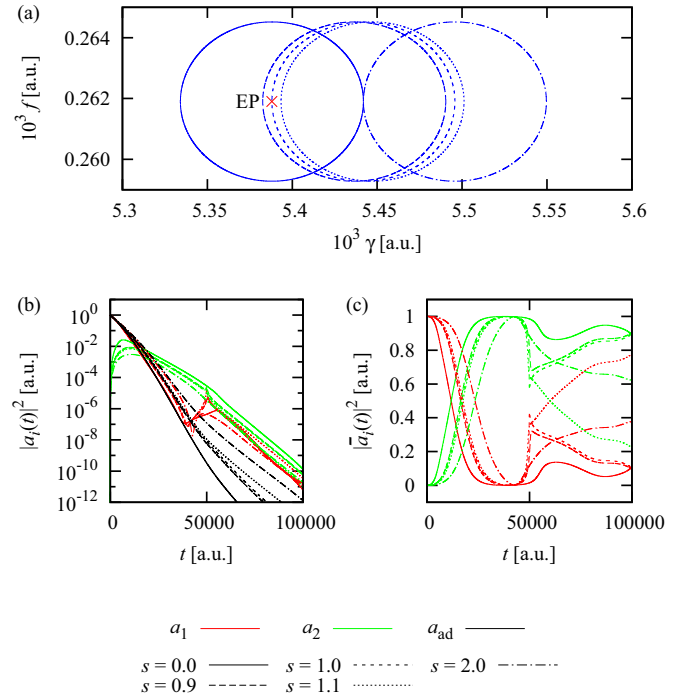 (a)
0.264
0.262
0.260
10³ f [a.u.]
EP
5.3 5.35 5.4 5.45 5.5 5.55 5.6
10³ γ [a.u.]
(b)
10⁰
10⁻²
10⁻⁴
10⁻⁶
10⁻⁸
10⁻¹⁰
10⁻¹²
|aᵢ(t)|² [a.u.]
0 50000 100000
t [a.u.]
(c)
1
0.8
0.6
0.4
0.2
0
|āᵢ(t)|² [a.u.]
0 50000 100000
t [a.u.]
a₁ a₂ a_ad
s = 0.0 s = 1.0 s = 2.0
s = 0.9 s = 1.1